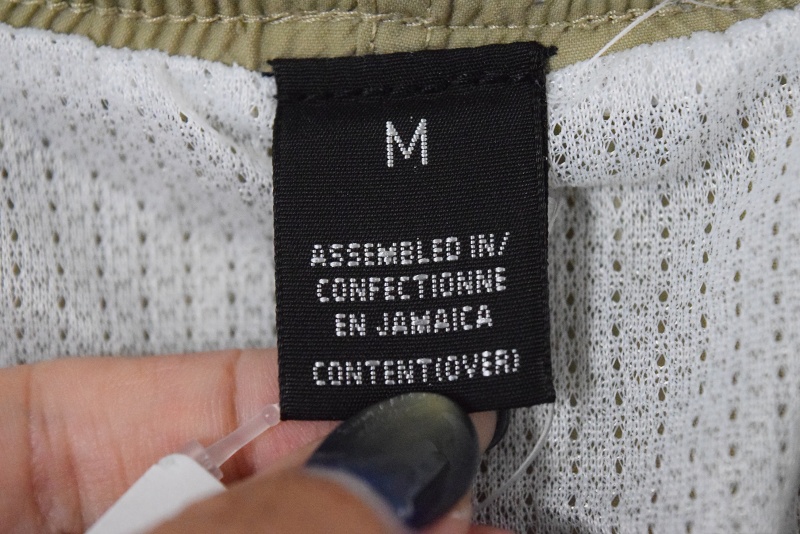 M
ASSEMBLED IN/
CONFECTIONNE
EN JAMAICA
CONTENT(OVER)